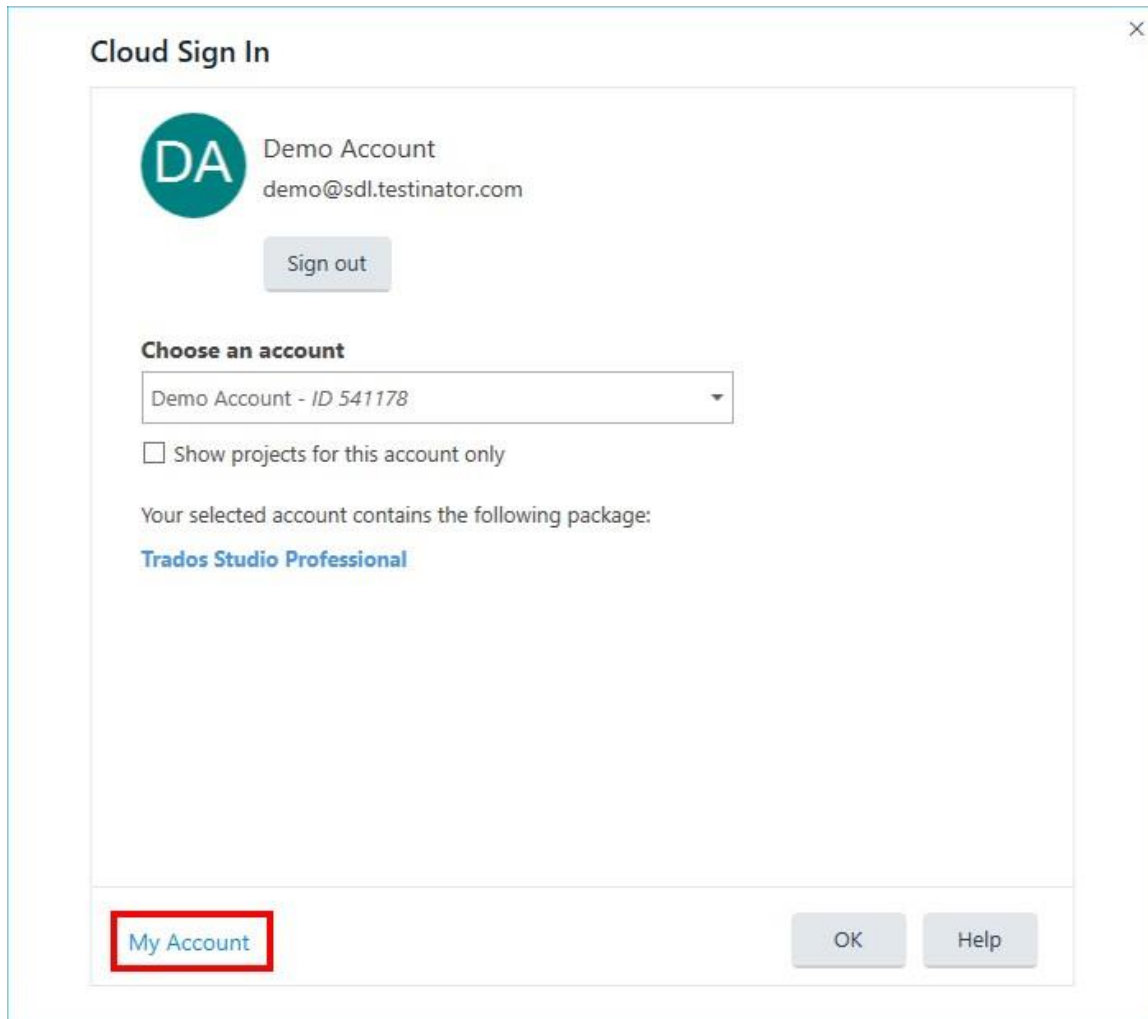 Cloud Sign In
DA
Demo Account
demo@sdl.testinator.com
Sign out
Choose an account
Demo Account - ID 541178
Show projects for this account only
Your selected account contains the following package:
Trados Studio Professional
My Account
OK
Help